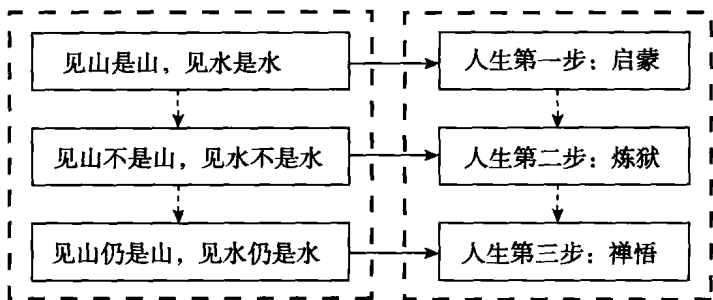 见山是山，见水是水
人生第一步：启蒙
见山不是山，见水不是水
人生第二步：炼狱
见山仍是山，见水仍是水
人生第三步：禅悟